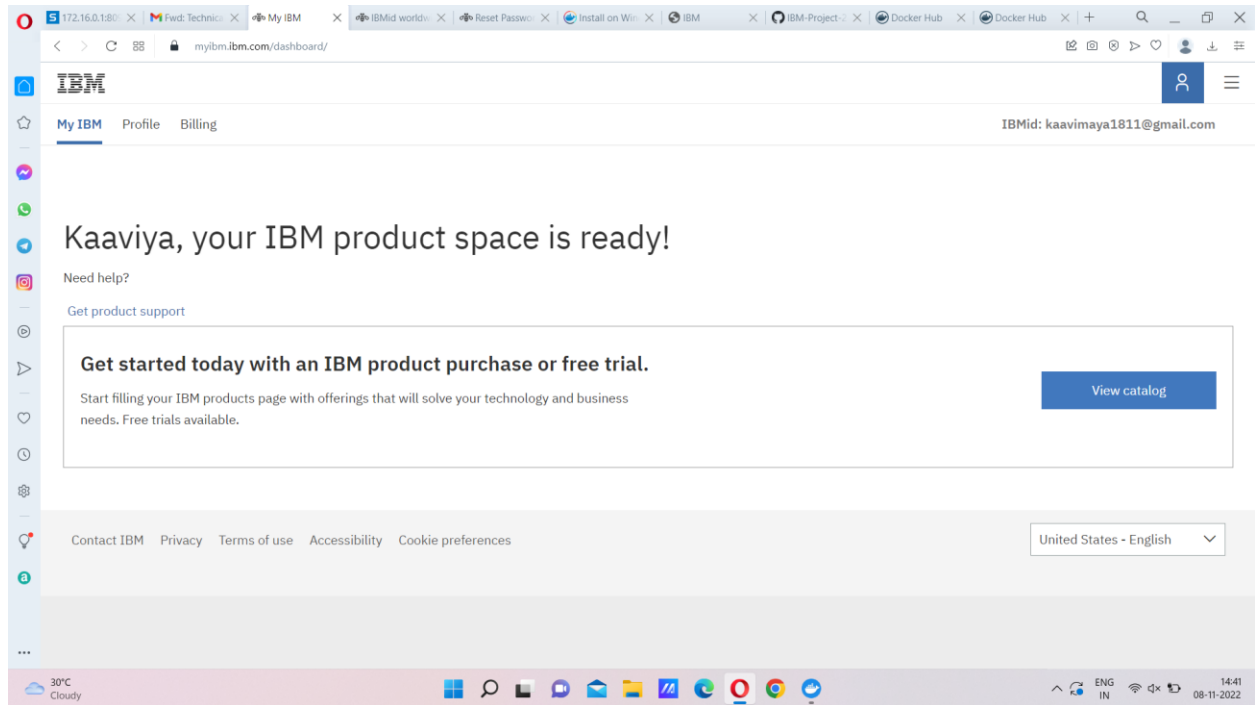 172.16.0.1:80 Fwd: Technic My IBM IBMid worldw Reset Passwo Install on Win IBM IBM-Project-2 Docker Hub Docker Hub
myibm.ibm.com/dashboard/
IBM
My IBM Profile Billing IBMid: kaavimaya1811@gmail.com
Kaaviya, your IBM product space is ready!
Need help?
Get product support
Get started today with an IBM product purchase or free trial.
Start filling your IBM products page with offerings that will solve your technology and business
needs. Free trials available.
View catalog
Contact IBM Privacy Terms of use Accessibility Cookie preferences United States - English
30°C
Cloudy
ENG
IN
14:41
08-11-2022